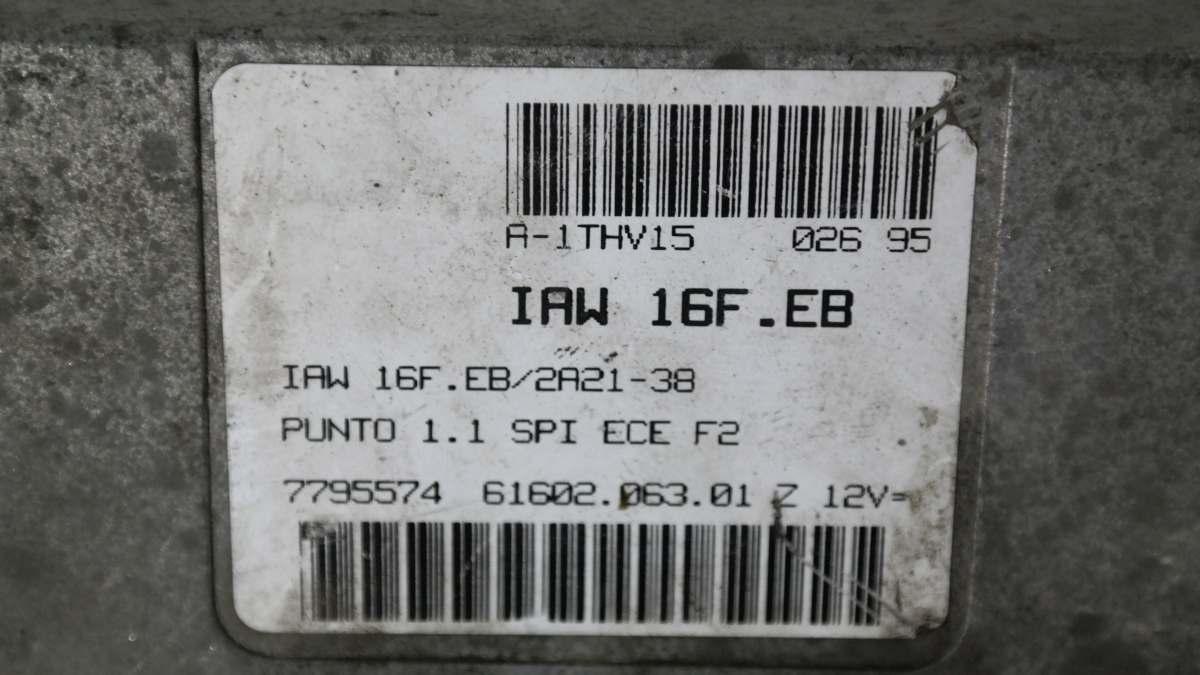 A-1THV15 026 95
IAW 16F.EB
IAW 16F.EB/2A21-38
PUNTO 1.1 SPI ECE F2
7795574 61602.063.01 Z 12V=